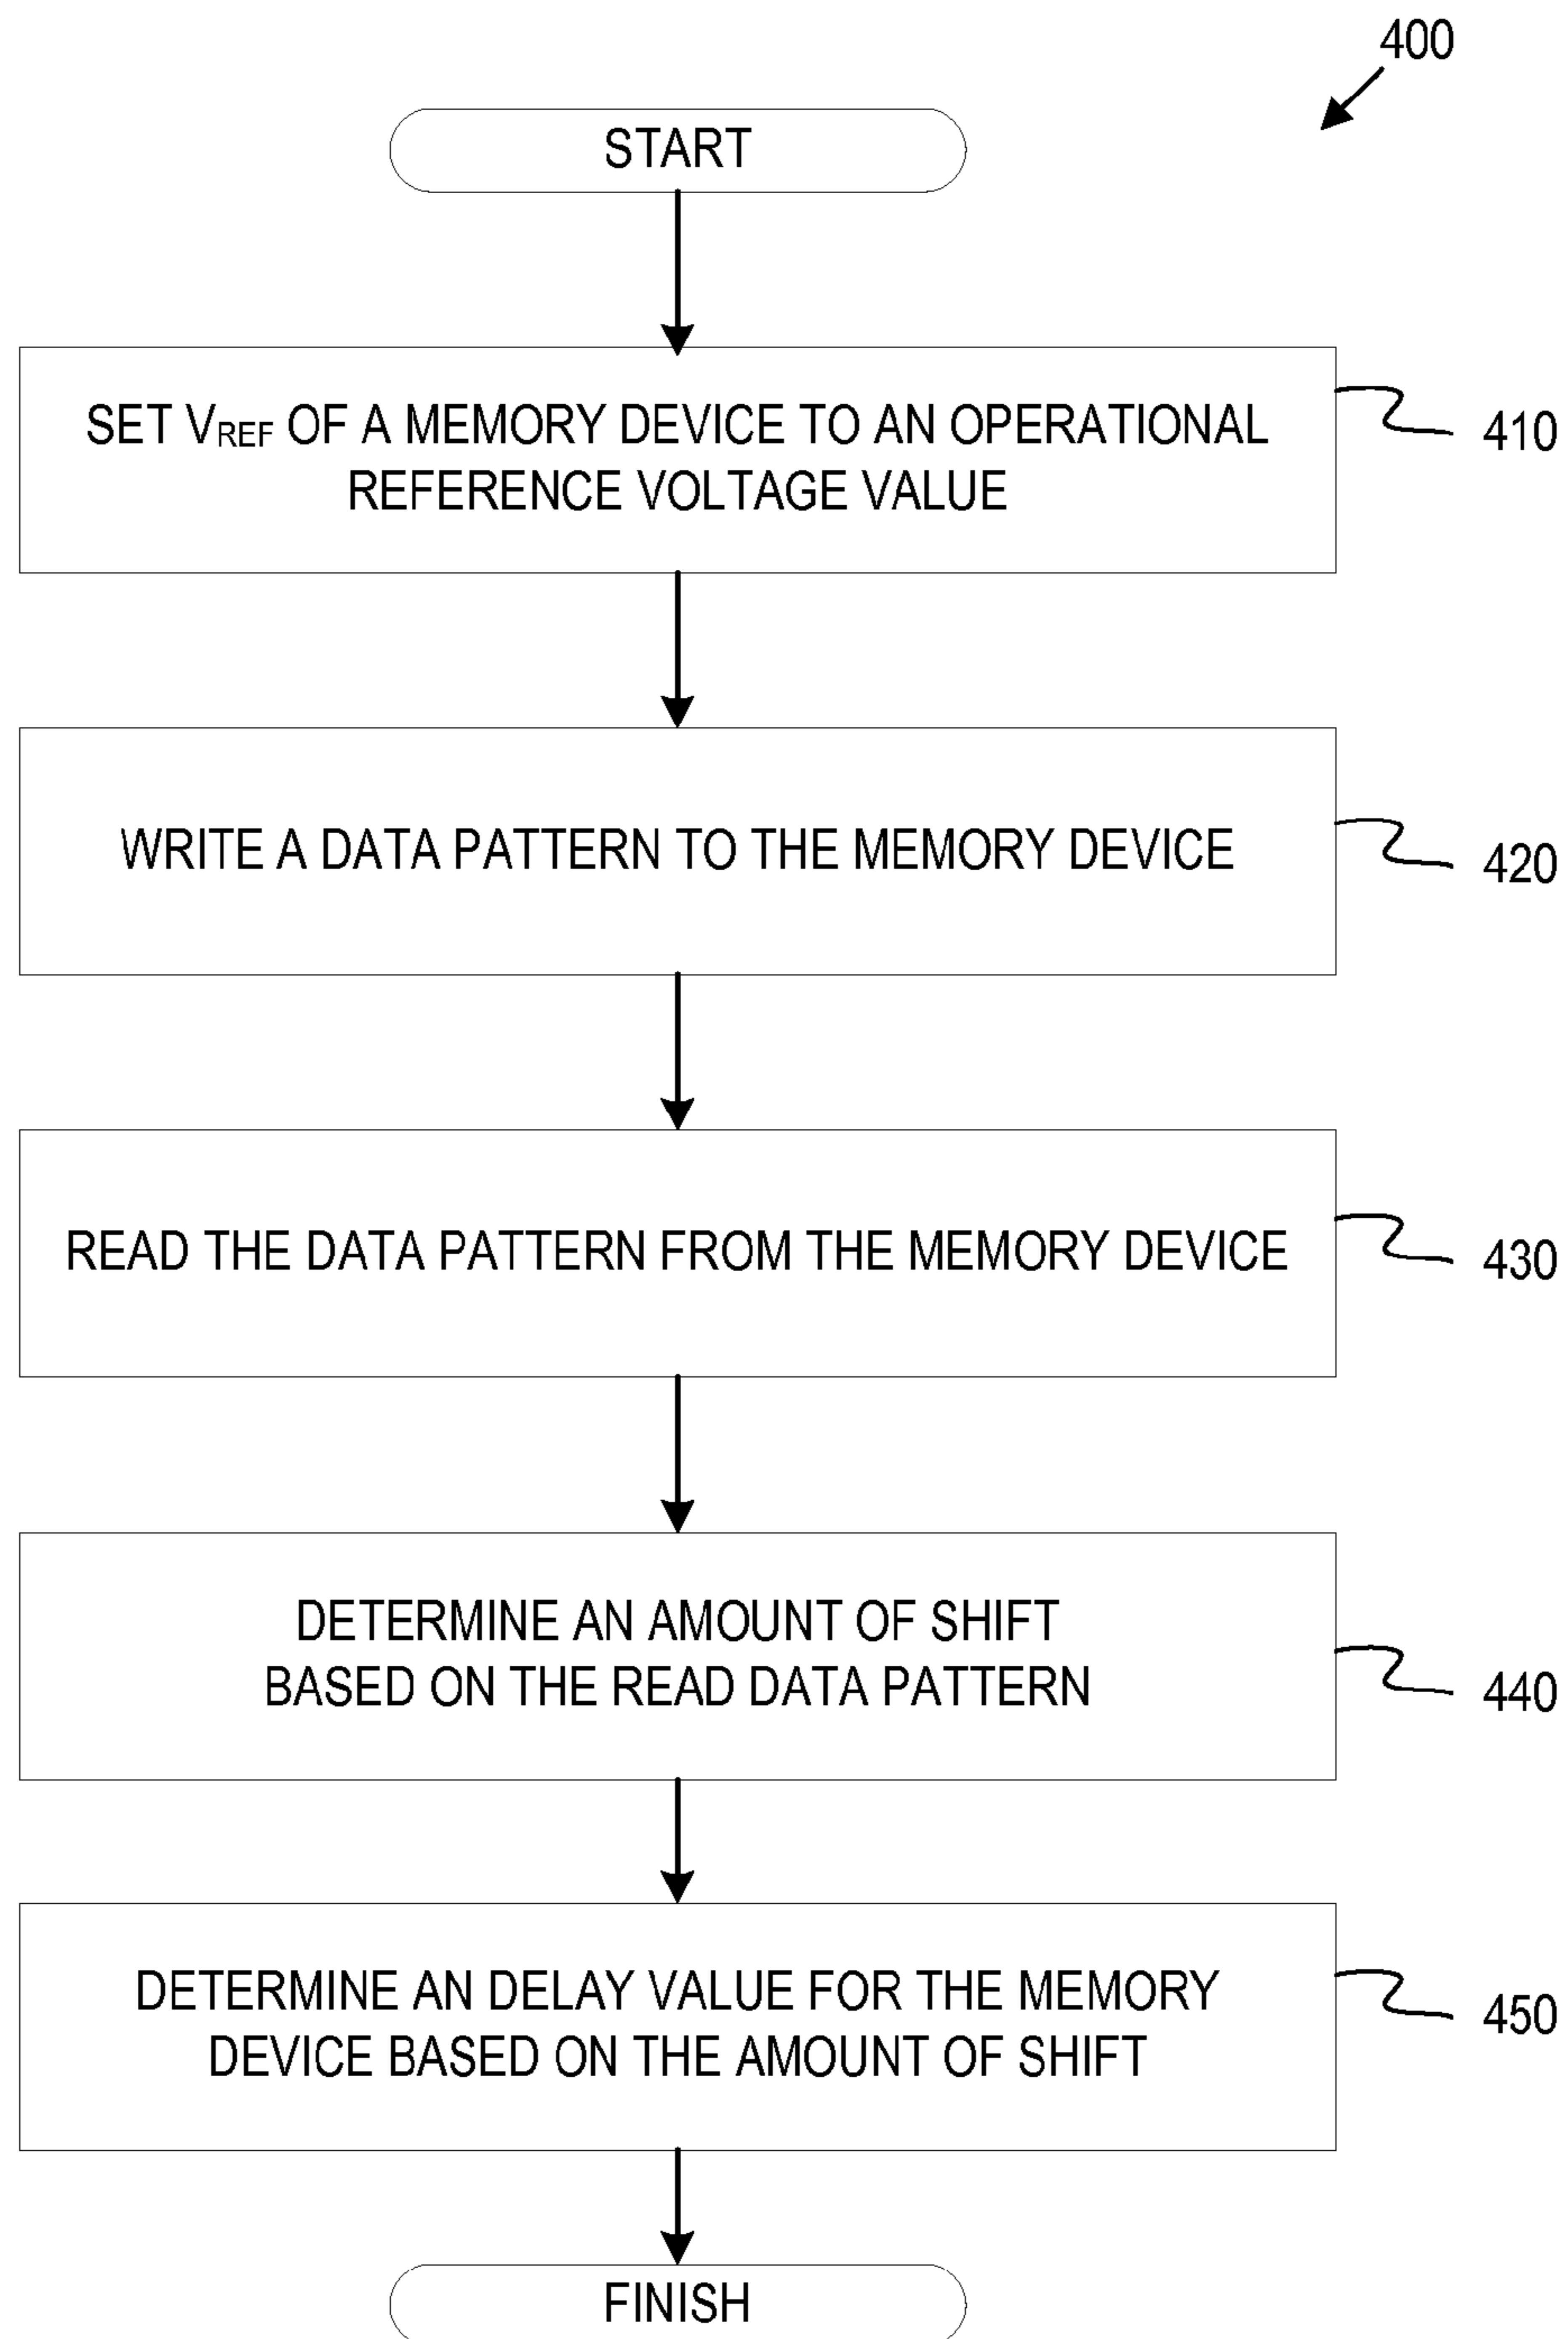 400
START
SET VREF OF A MEMORY DEVICE TO AN OPERATIONAL
REFERENCE VOLTAGE VALUE
410
WRITE A DATA PATTERN TO THE MEMORY DEVICE
420
READ THE DATA PATTERN FROM THE MEMORY DEVICE
430
DETERMINE AN AMOUNT OF SHIFT
BASED ON THE READ DATA PATTERN
440
DETERMINE AN DELAY VALUE FOR THE MEMORY
DEVICE BASED ON THE AMOUNT OF SHIFT
450
FINISH